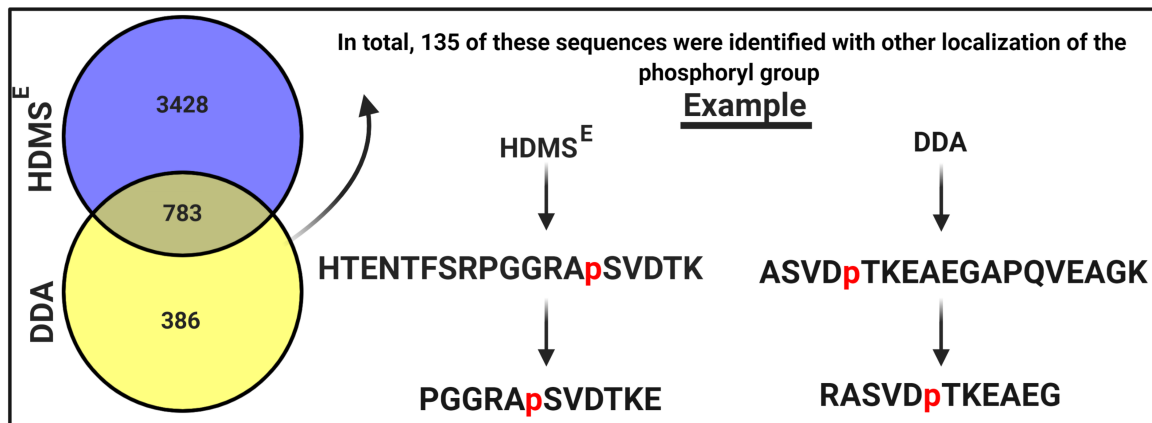 In total, 135 of these sequences were identified with other localization of the
phosphoryl group
Example
HDMS^E
3428
783
DDA
386
HDMS^E
DDA
HTENTFSRPGGRApSVDTK
ASVDpTKEAEGAPQVEAGK
PGGRApSVDTKE
RASVDpTKEAEG